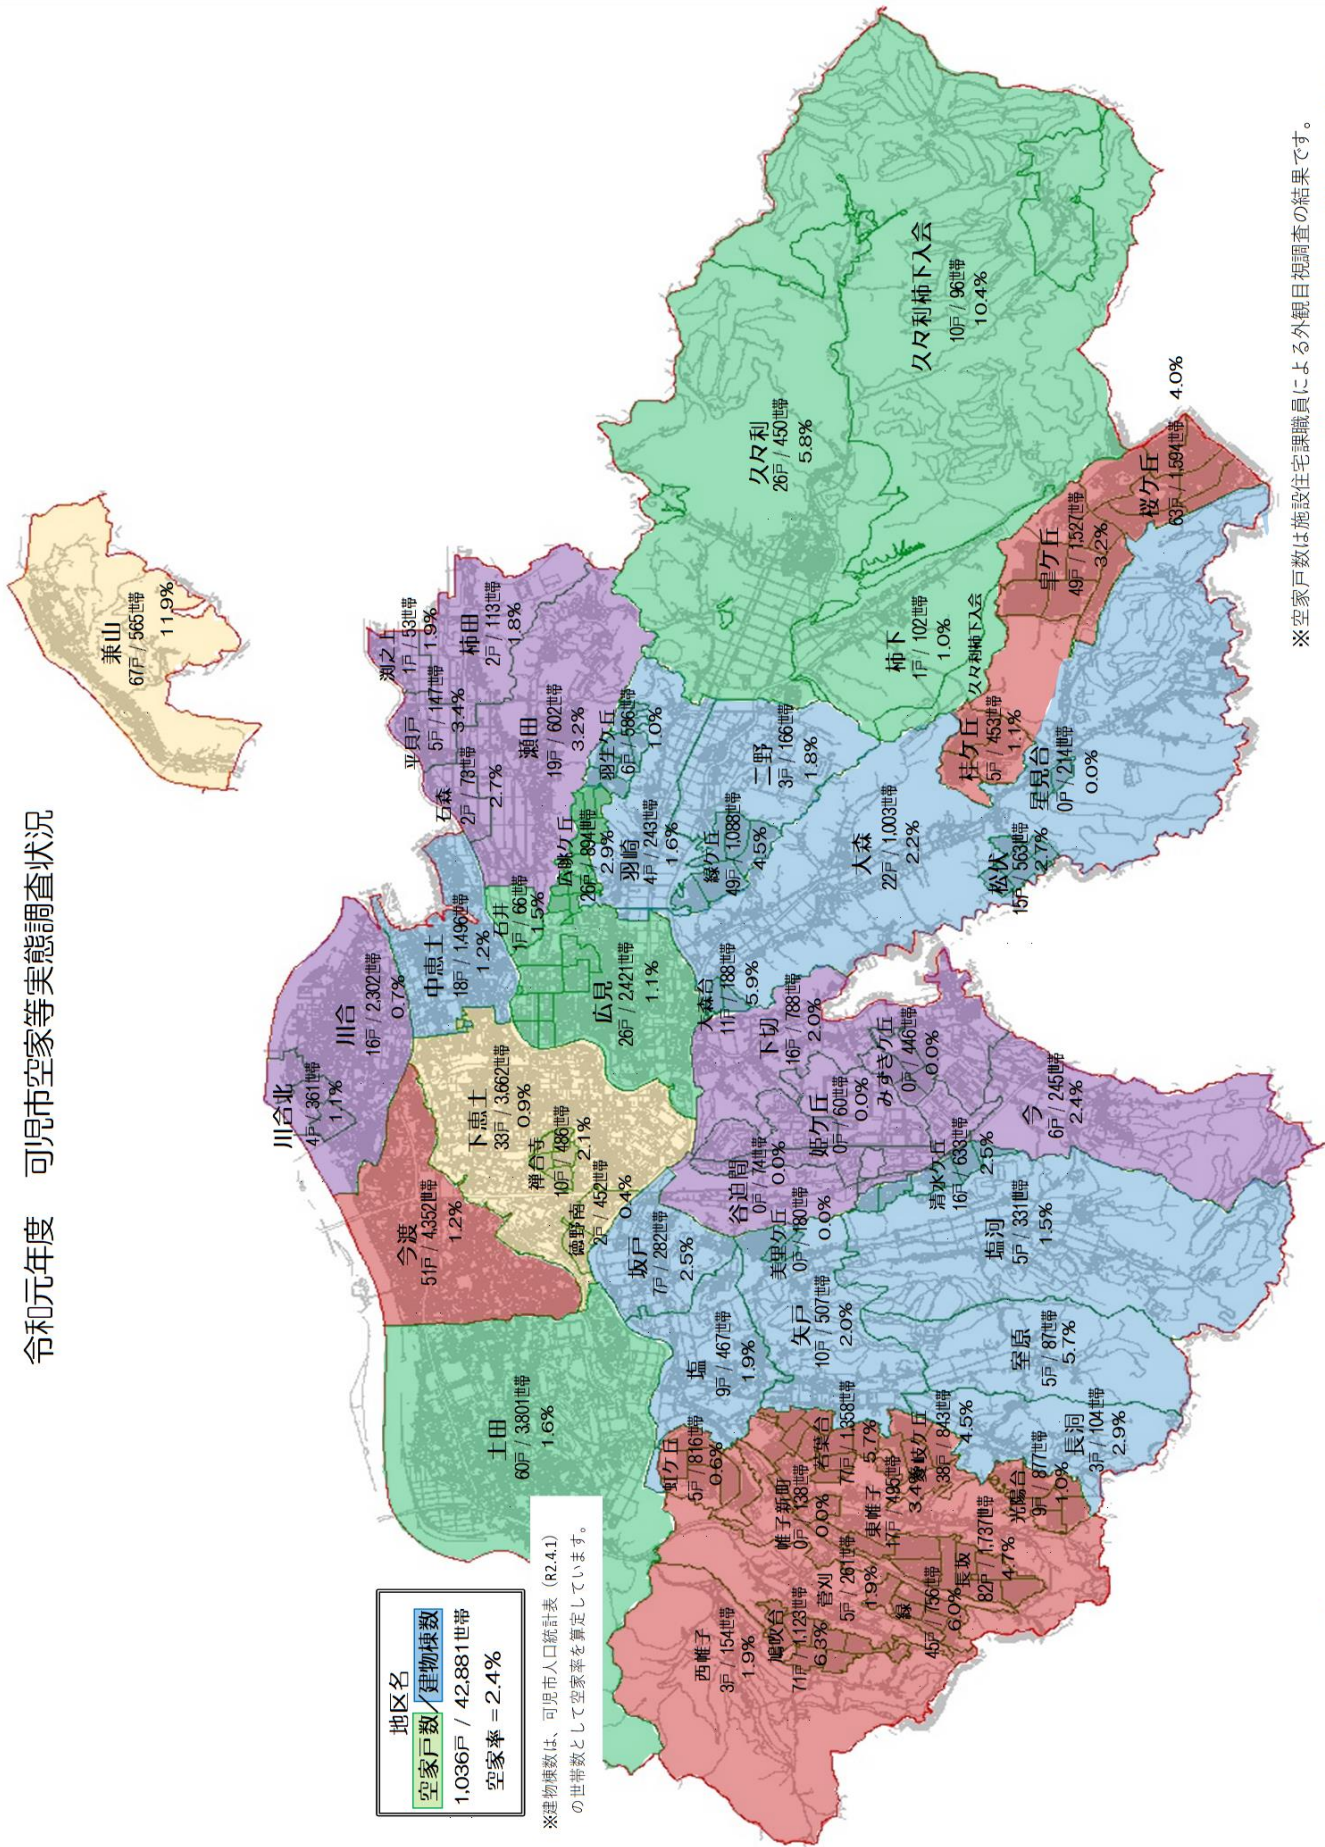 令和元年度　可児市空家等実態調査状況
地区名
空家戸数／建物棟数
1,036戸 / 42,881世帯
空家率＝2.4%
※建物棟数は、可児市人口統計表（R2.4.1）
の世帯数として空家率を算定しています。
兼山
67戸 / 565世帯
11.9%
川合北
4戸 / 361世帯
1.1%
川合
16戸 / 2,302世帯
0.7%
今渡
51戸 / 4,352世帯
1.2%
土田
60戸 / 3,801世帯
1.6%
下恵土
33戸 / 3,662世帯
0.9%
禅台寺
10戸 / 486世帯
2.1%
徳野南
2戸 / 452世帯
0.4%
中恵土
18戸 / 1,496世帯
1.2%
石井
1戸 / 66世帯
1.5%
広見
26戸 / 2,421世帯
1.1%
広眺ケ丘
26戸 / 894世帯
2.9%
石森
2戸 / 73世帯
2.7%
平貝戸
5戸 / 147世帯
3.4%
渕之上
1戸 / 53世帯
1.9%
柿田
2戸 / 113世帯
1.8%
瀬田
19戸 / 602世帯
3.2%
羽生ケ丘
6戸 / 586世帯
1.0%
羽崎
4戸 / 243世帯
1.6%
二野
3戸 / 166世帯
1.8%
緑ケ丘
49戸 / 1,088世帯
4.5%
大森
22戸 / 1,003世帯
2.2%
大森台
11戸 / 188世帯
5.9%
松伏
15戸 / 563世帯
2.7%
星見台
0戸 / 214世帯
0.0%
桂ケ丘
5戸 / 453世帯
1.1%
皐ケ丘
49戸 / 1,527世帯
3.2%
桜ケ丘
63戸 / 1,594世帯
4.0%
久々利
26戸 / 450世帯
5.8%
久々利柿下入会
10戸 / 96世帯
10.4%
柿下
1戸 / 102世帯
1.0%
久々利柿下入会
下切
16戸 / 788世帯
2.0%
谷迫間
0戸 / 74世帯
0.0%
姫ケ丘
0戸 / 60世帯
0.0%
みずきケ丘
0戸 / 446世帯
0.0%
今
6戸 / 245世帯
2.4%
清水ケ丘
16戸 / 633世帯
2.5%
美里ケ丘
0戸 / 180世帯
0.0%
坂戸
7戸 / 282世帯
2.5%
塩
9戸 / 467世帯
1.9%
矢戸
10戸 / 507世帯
2.0%
塩河
5戸 / 331世帯
1.5%
室原
5戸 / 87世帯
5.7%
長洞
3戸 / 104世帯
2.9%
虹ケ丘
5戸 / 816世帯
0.6%
若葉台
77戸 / 1,358世帯
5.7%
愛岐ケ丘
38戸 / 843世帯
4.5%
光陽台
9戸 / 877世帯
1.0%
帷子新町
0戸 / 138世帯
0.0%
東帷子
17戸 / 495世帯
3.4%
菅刈
5戸 / 261世帯
1.9%
長坂
82戸 / 1,737世帯
4.7%
緑
45戸 / 756世帯
6.0%
鳩吹台
71戸 / 1,123世帯
6.3%
西帷子
3戸 / 154世帯
1.9%
※空家戸数は施設住宅課職員による外観目視調査の結果です。